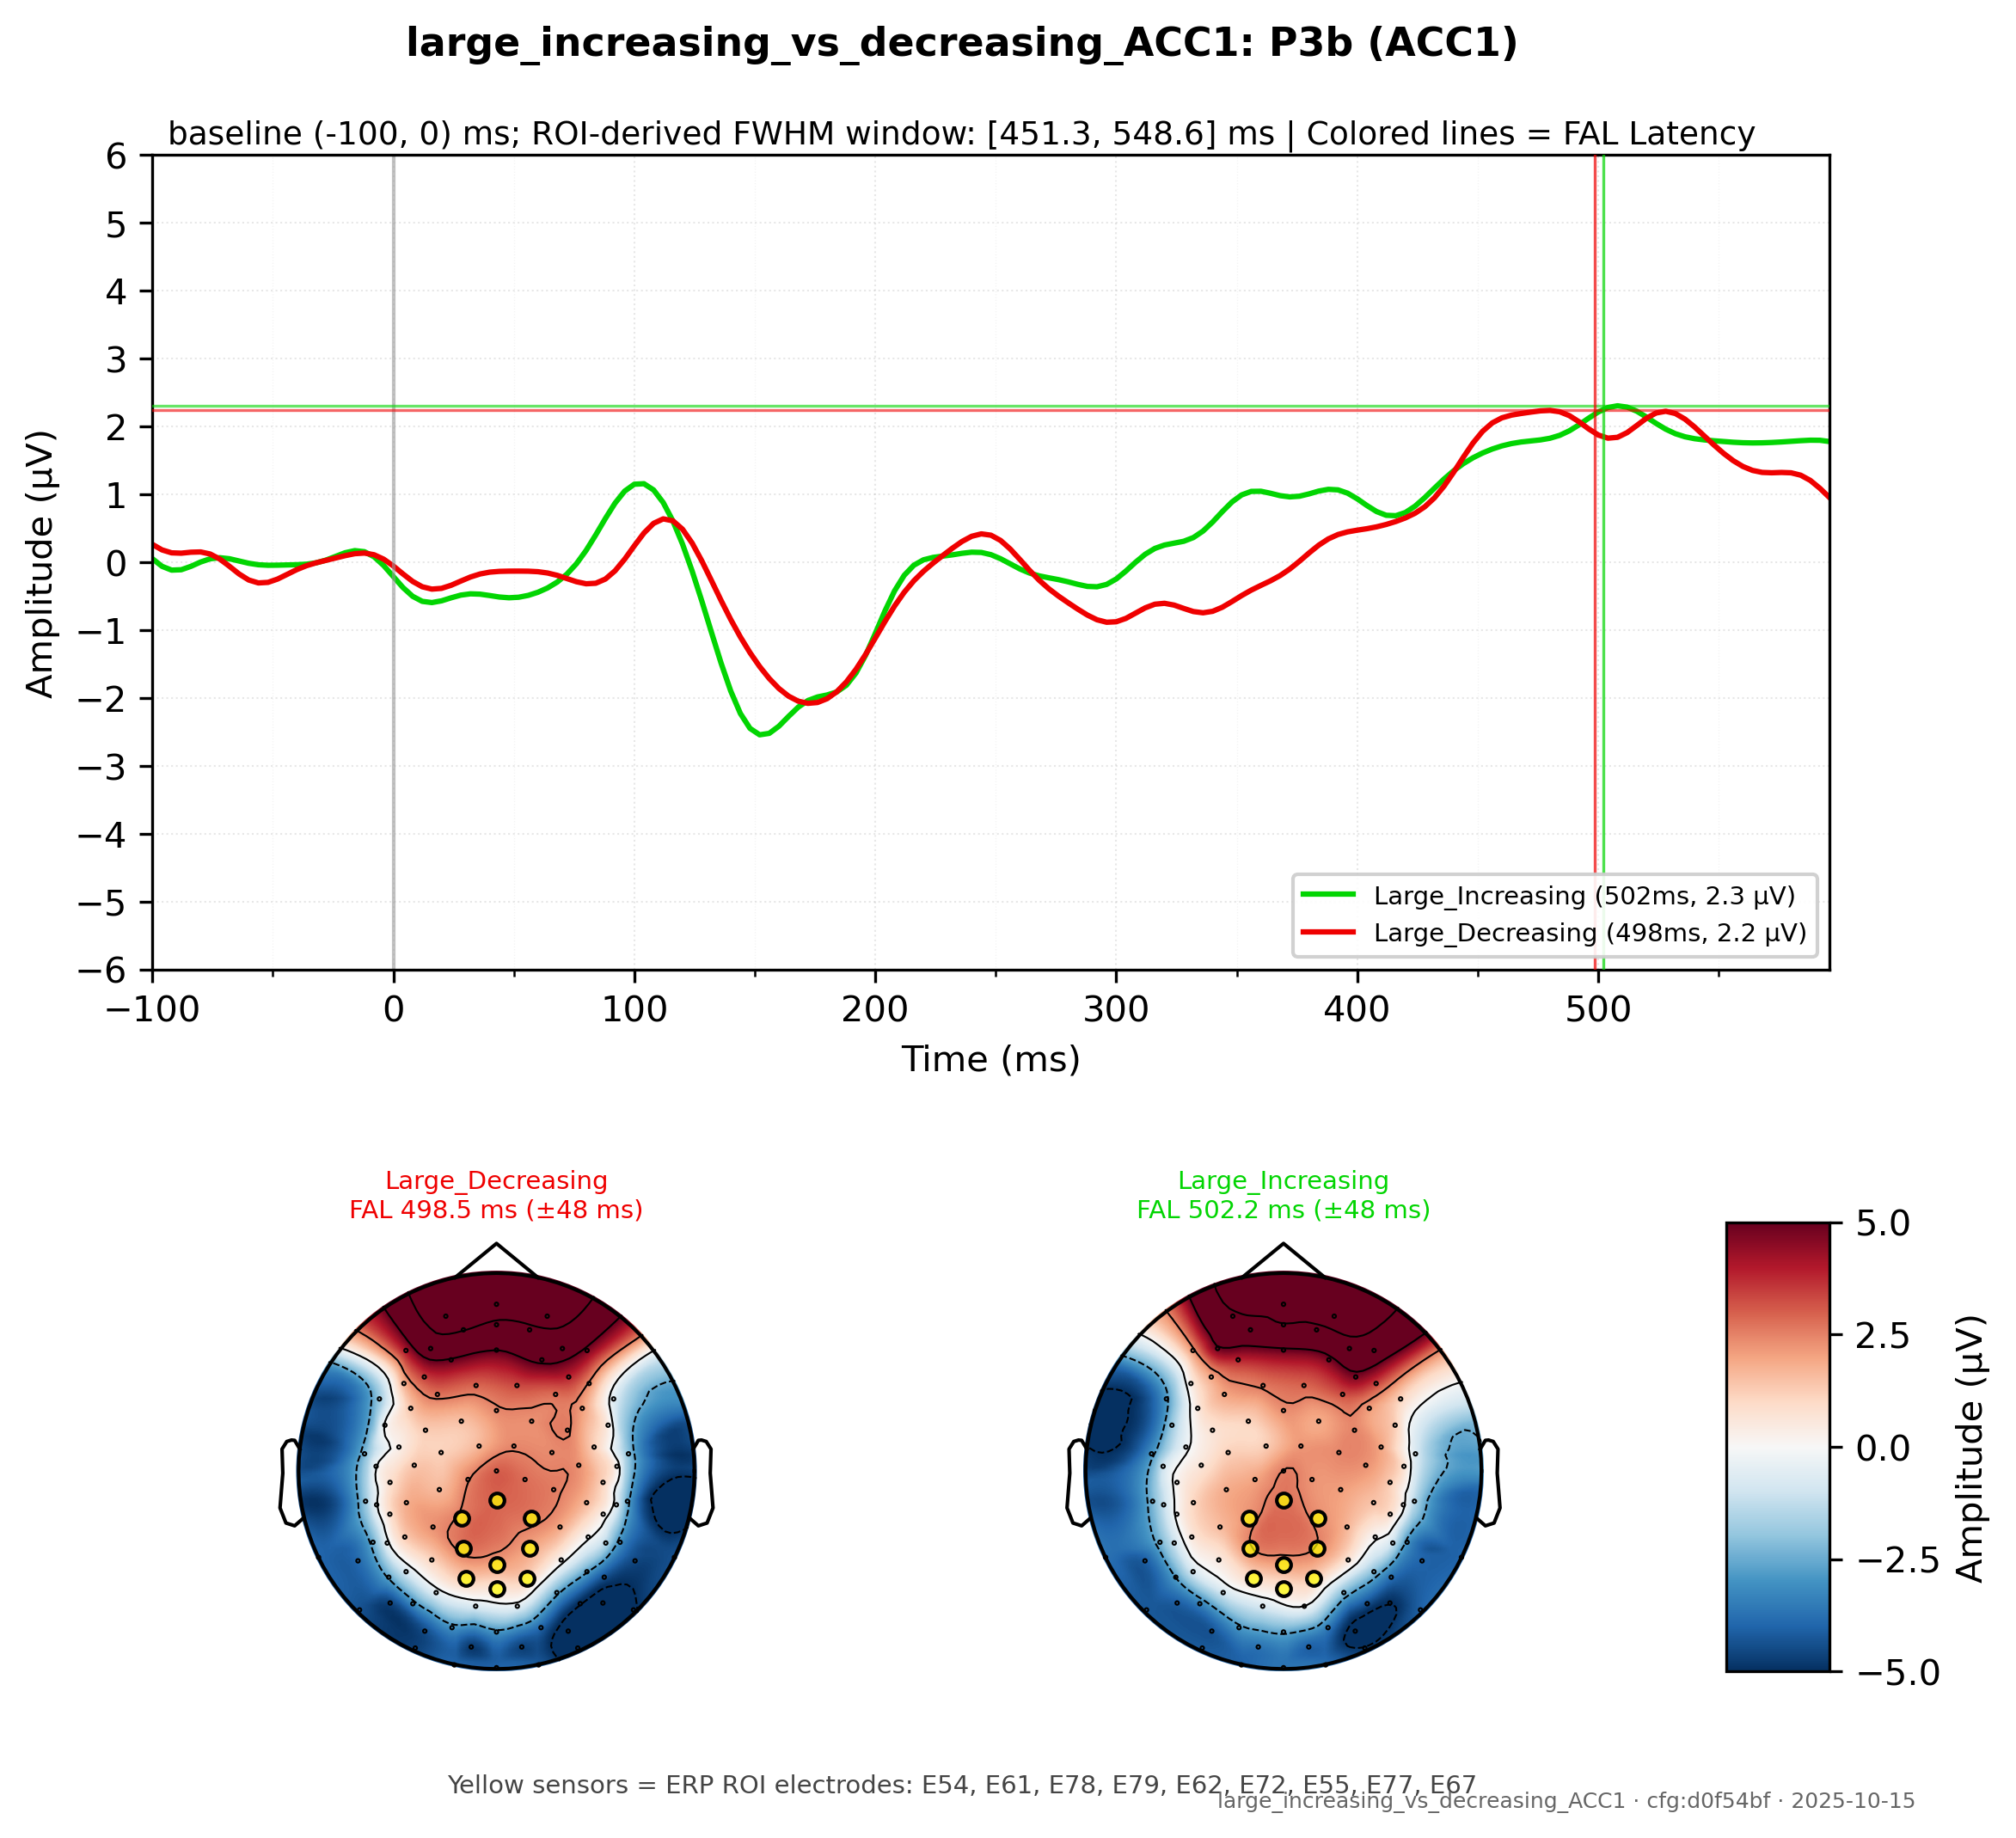 large_increasing_vs_decreasing_ACC1: P3b (ACC1)
baseline (-100, 0) ms; ROI-derived FWHM window: [451.3, 548.6] ms | Colored lines = FAL Latency
6
5
4
3
2
1
0
−1
−2
−3
−4
−5
−6
Amplitude (µV)
Large_Increasing (502ms, 2.3 µV)
Large_Decreasing (498ms, 2.2 µV)
−100
0
100
200
300
400
500
Time (ms)
Large_Decreasing
FAL 498.5 ms (±48 ms)
Large_Increasing
FAL 502.2 ms (±48 ms)
5.0
2.5
0.0
−2.5
−5.0
Amplitude (µV)
Yellow sensors = ERP ROI electrodes: E54, E61, E78, E79, E62, E72, E55, E77, E67
large_increasing_vs_decreasing_ACC1 · cfg:d0f54bf · 2025-10-15